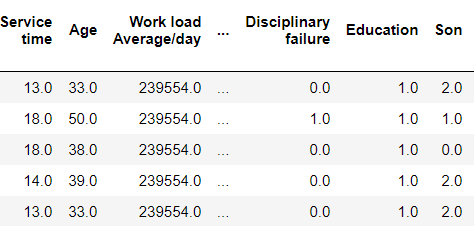 Service time Age Work load Average/day ... Disciplinary failure Education Son
13.0 33.0 239554.0 ... 0.0 1.0 2.0
18.0 50.0 239554.0 ... 1.0 1.0 1.0
18.0 38.0 239554.0 ... 0.0 1.0 0.0
14.0 39.0 239554.0 ... 0.0 1.0 2.0
13.0 33.0 239554.0 ... 0.0 1.0 2.0